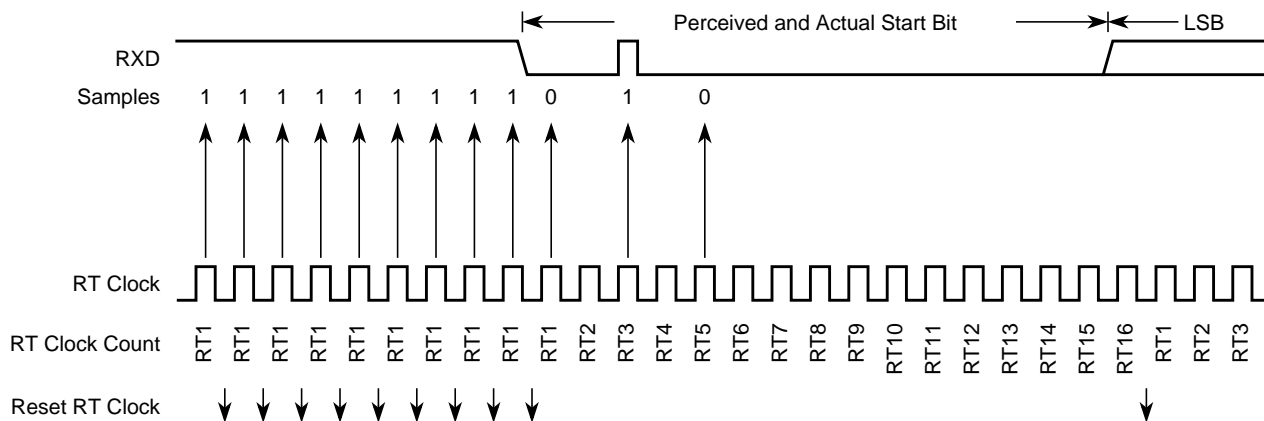 Perceived and Actual Start Bit LSB
RXD
Samples 1 1 1 1 1 1 1 1 1 0 1 0
RT Clock
RT Clock Count RT1 RT1 RT1 RT1 RT1 RT1 RT1 RT1 RT1 RT1 RT2 RT3 RT4 RT5 RT6 RT7 RT8 RT9 RT10 RT11 RT12 RT13 RT14 RT15 RT16 RT1 RT2 RT3
Reset RT Clock